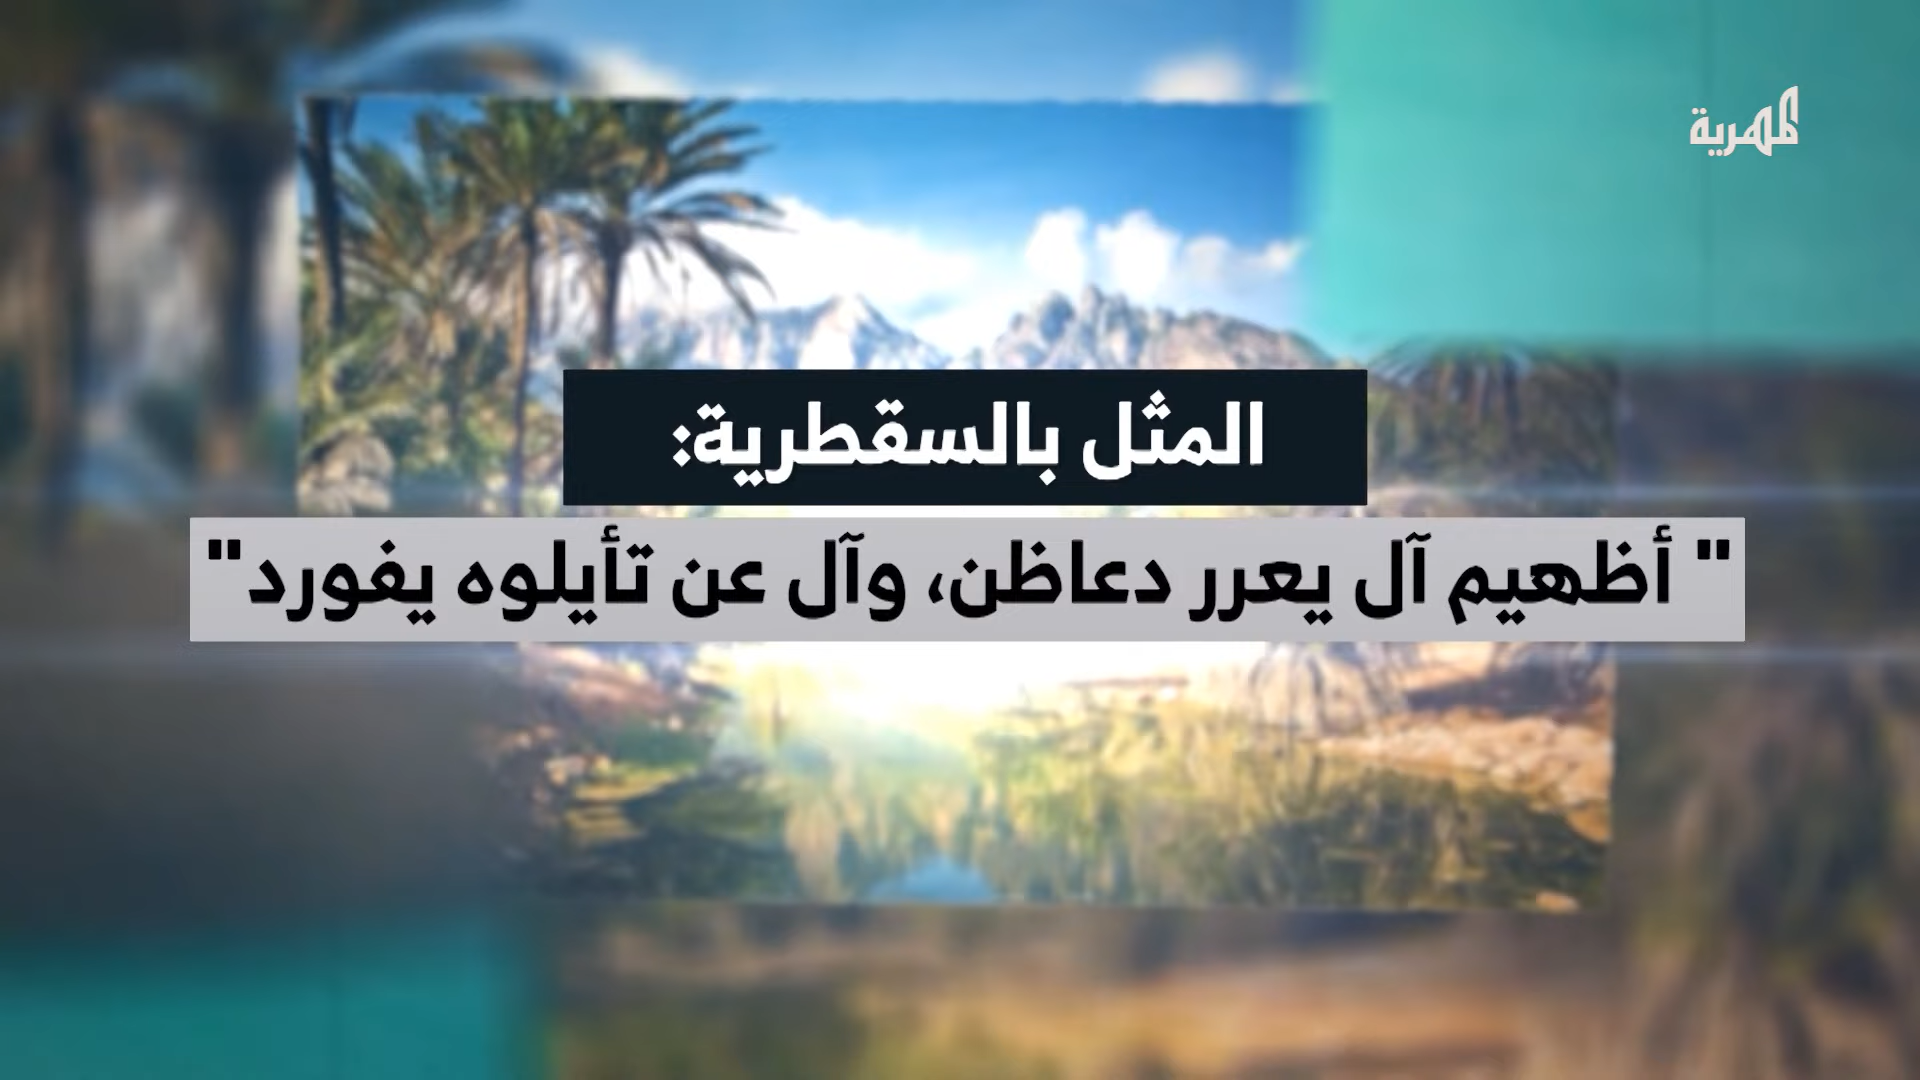 المهرية
المثل بالسقطرية:
" أظهيم آل يعرر دعاظن، وآل عن تأيلوه يفورد"